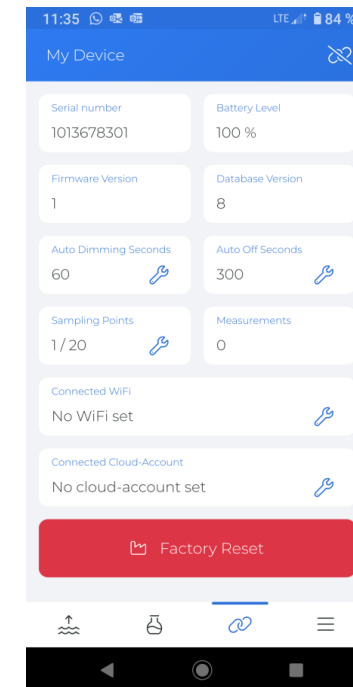 11:35 LTE 84 %
My Device
Serial number
1013678301
Battery Level
100 %
Firmware Version
1
Database Version
8
Auto Dimming Seconds
60
Auto Off Seconds
300
Sampling Points
1 / 20
Measurements
0
Connected WiFi
No WiFi set
Connected Cloud-Account
No cloud-account set
Factory Reset